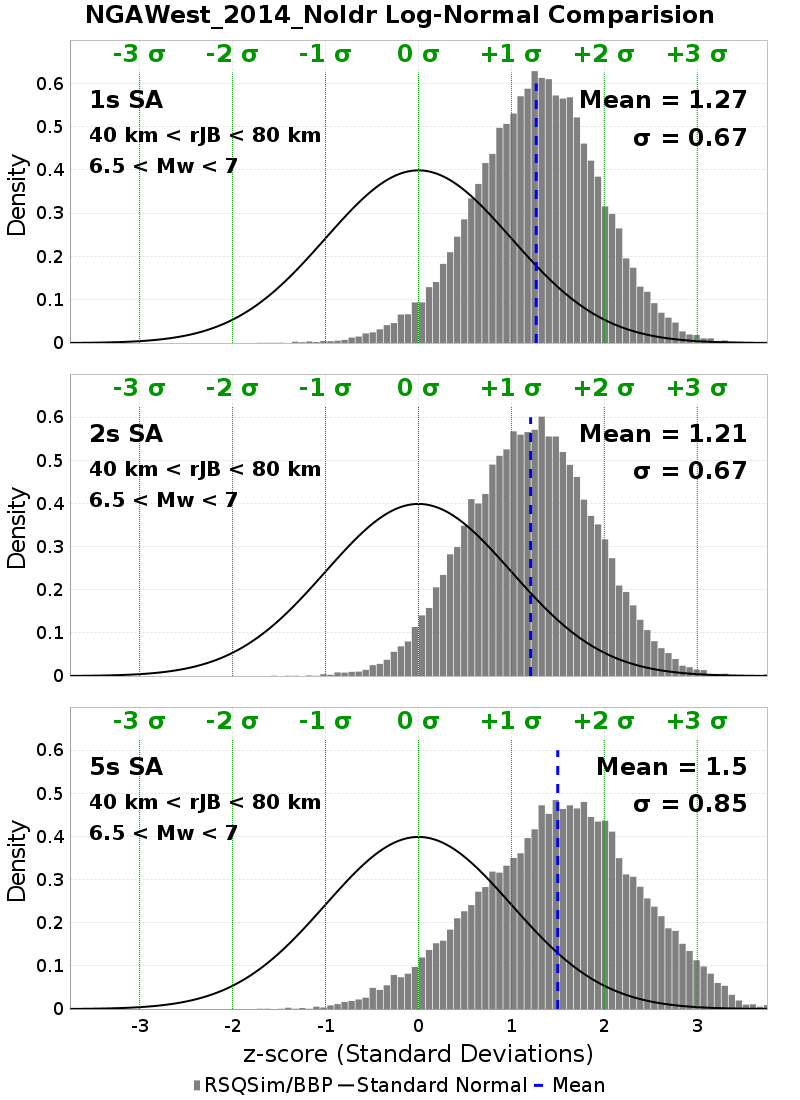 NGAWest_2014_NoIdr Log-Normal Comparision
-3 σ -2 σ -1 σ 0 σ +1 σ +2 σ +3 σ
1s SA
Mean = 1.27
40 km < rJB < 80 km
σ = 0.67
6.5 < Mw < 7
Density
0.6
0.5
0.4
0.3
0.2
0.1
0
-3 σ -2 σ -1 σ 0 σ +1 σ +2 σ +3 σ
2s SA
Mean = 1.21
40 km < rJB < 80 km
σ = 0.67
6.5 < Mw < 7
Density
0.6
0.5
0.4
0.3
0.2
0.1
0
-3 σ -2 σ -1 σ 0 σ +1 σ +2 σ +3 σ
5s SA
Mean = 1.5
40 km < rJB < 80 km
σ = 0.85
6.5 < Mw < 7
Density
0.6
0.5
0.4
0.3
0.2
0.1
0
-3 -2 -1 0 1 2 3
z-score (Standard Deviations)
RSQSim/BBP Standard Normal Mean